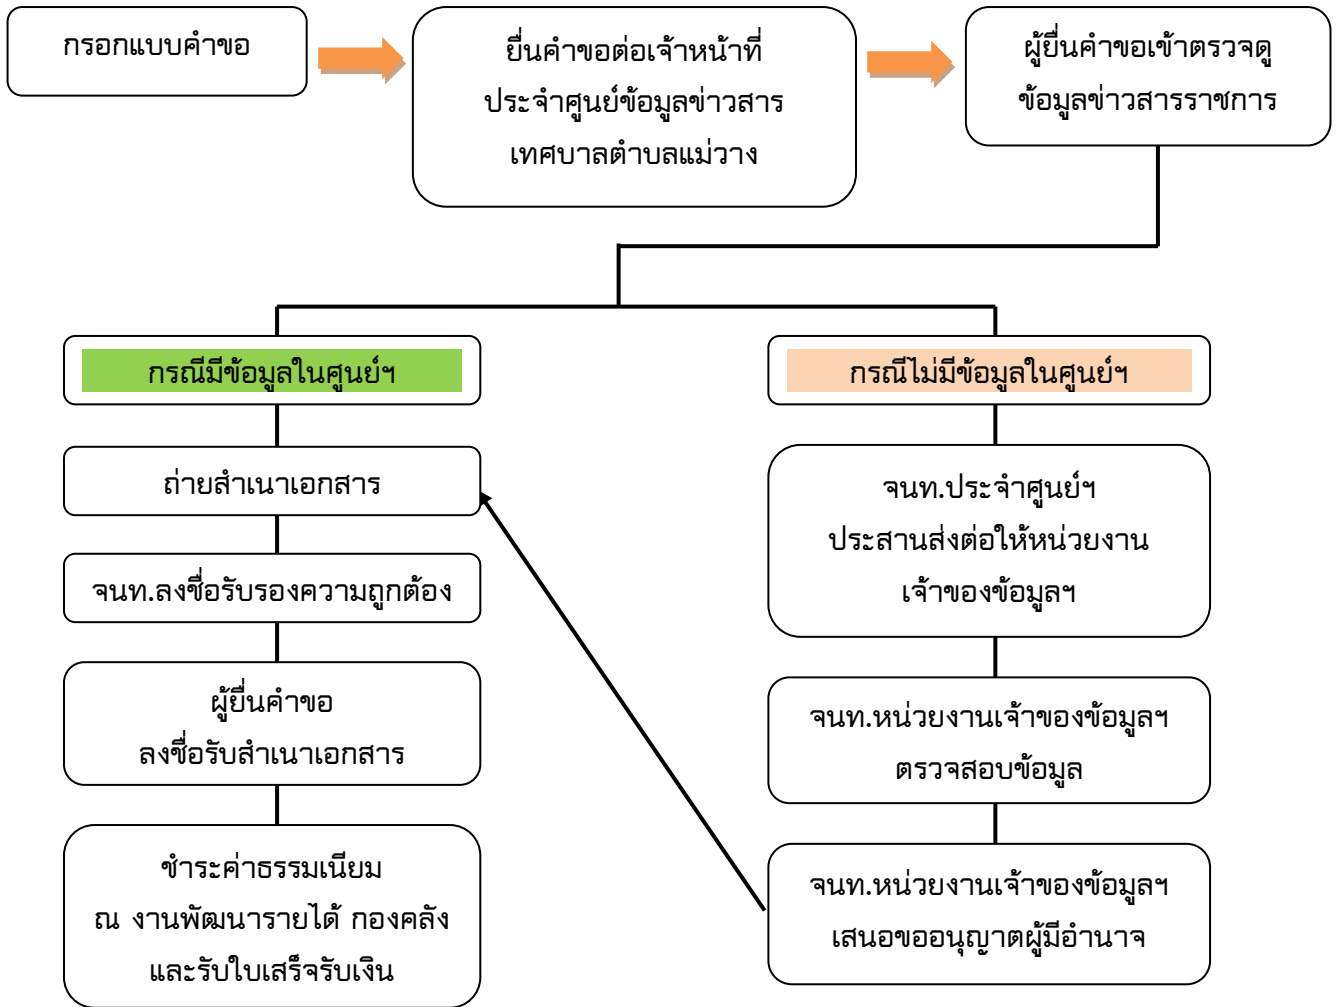 กรอกแบบคำขอ
ยื่นคำขอต่อเจ้าหน้าที่
ประจำศูนย์ข้อมูลข่าวสาร
เทศบาลตำบลแม่วาง
ผู้ยื่นคำขอเข้าตรวจดู
ข้อมูลข่าวสารราชการ
กรณีมีข้อมูลในศูนย์ฯ
ถ่ายสำเนาเอกสาร
จนท.ลงชื่อรับรองความถูกต้อง
ผู้ยื่นคำขอ
ลงชื่อรับสำเนาเอกสาร
ชำระค่าธรรมเนียม
ณ งานพัฒนารายได้ กองคลัง
และรับใบเสร็จรับเงิน
กรณีไม่มีข้อมูลในศูนย์ฯ
จนท.ประจำศูนย์ฯ
ประสานส่งต่อให้หน่วยงาน
เจ้าของข้อมูลฯ
จนท.หน่วยงานเจ้าของข้อมูลฯ
ตรวจสอบข้อมูล
จนท.หน่วยงานเจ้าของข้อมูลฯ
เสนอขออนุญาตผู้มีอำนาจ